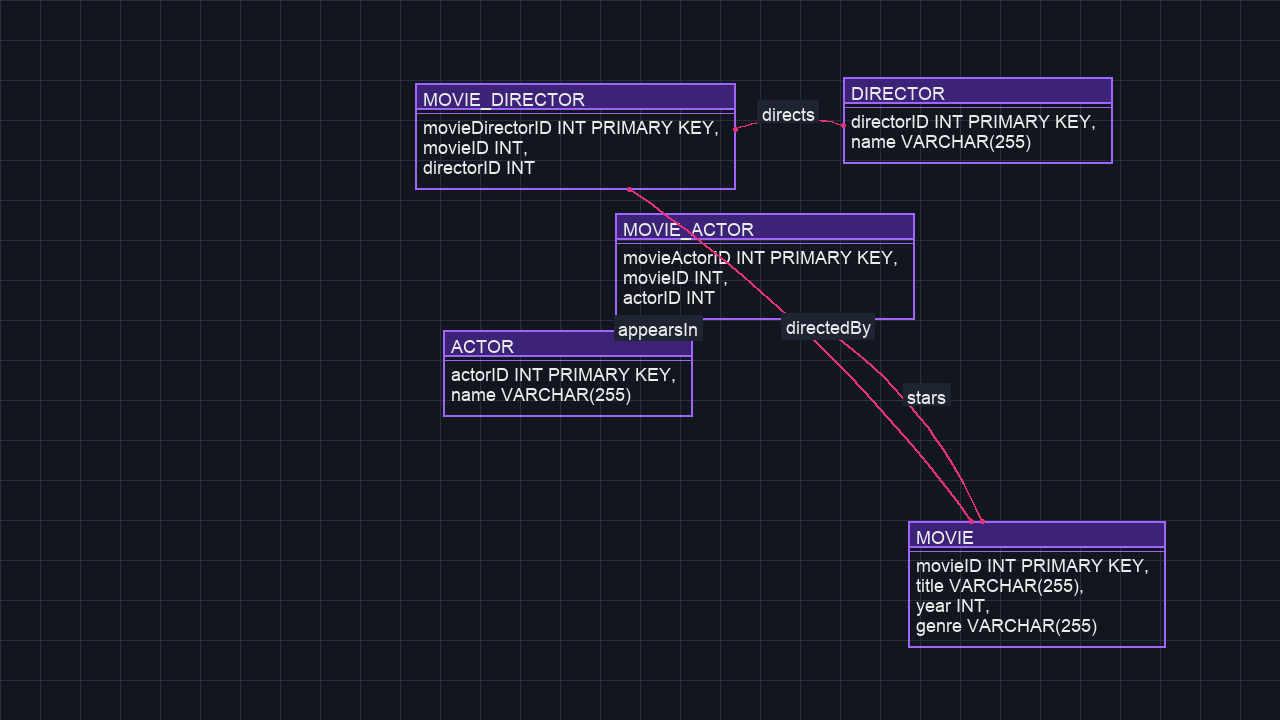 MOVIE_DIRECTOR
movieDirectorID INT PRIMARY KEY,
movieID INT,
directorID INT
directs
DIRECTOR
directorID INT PRIMARY KEY,
name VARCHAR(255)
MOVIE_ACTOR
movieActorID INT PRIMARY KEY,
movieID INT,
actorID INT
appearsIn
directedBy
ACTOR
actorID INT PRIMARY KEY,
name VARCHAR(255)
stars
MOVIE
movieID INT PRIMARY KEY,
title VARCHAR(255),
year INT,
genre VARCHAR(255)